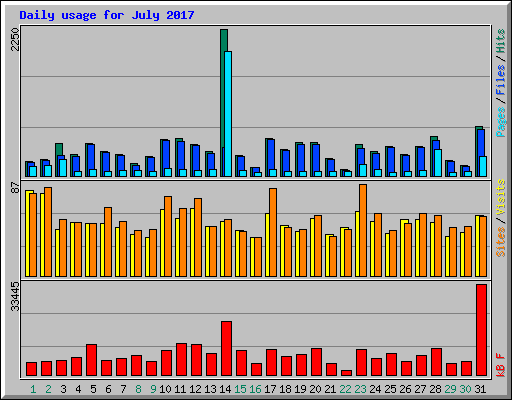 Daily usage for July 2017
2250
Pages / Files / Hits
87
Sites / Visits
33445
kB F
1 2 3 4 5 6 7 8 9 10 11 12 13 14 15 16 17 18 19 20 21 22 23 24 25 26 27 28 29 30 31